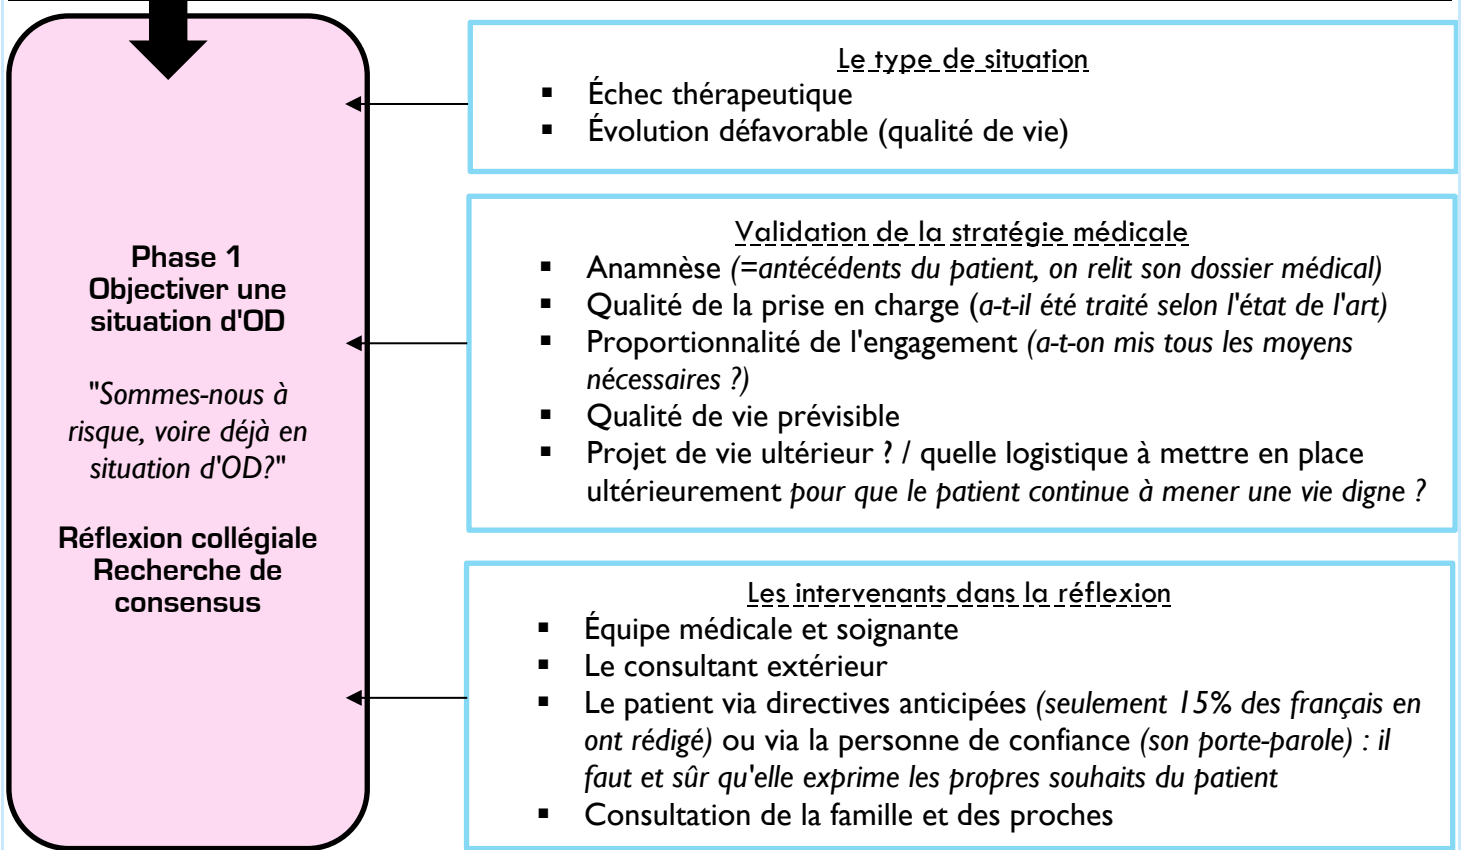 Phase 1
Objectiver une
situation d'OD
"Sommes-nous à
risque, voire déjà en
situation d'OD?"
Réflexion collégiale
Recherche de
consensus
Le type de situation
▪ Échec thérapeutique
▪ Évolution défavorable (qualité de vie)
Validation de la stratégie médicale
▪ Anamnèse (=antécédents du patient, on relit son dossier médical)
▪ Qualité de la prise en charge (a-t-il été traité selon l'état de l'art)
▪ Proportionnalité de l'engagement (a-t-on mis tous les moyens
nécessaires ?)
▪ Qualité de vie prévisible
▪ Projet de vie ultérieur ? / quelle logistique à mettre en place
ultérieurement pour que le patient continue à mener une vie digne ?
Les intervenants dans la réflexion
▪ Équipe médicale et soignante
▪ Le consultant extérieur
▪ Le patient via directives anticipées (seulement 15% des français en
ont rédigé) ou via la personne de confiance (son porte-parole) : il
faut et sûr qu'elle exprime les propres souhaits du patient
▪ Consultation de la famille et des proches